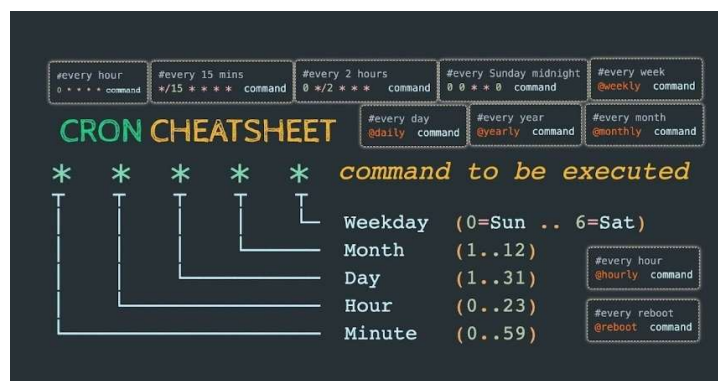 #every hour
0 * * * * command
#every 15 mins
*/15 * * * * command
#every 2 hours
0 */2 * * * command
#every Sunday midnight
0 0 * * 0 command
#every week
@weekly command
CRON CHEATSHEET
#every day
@daily command
#every year
@yearly command
#every month
@monthly command
* * * * * command to be executed
Weekday (0=Sun .. 6=Sat)
Month (1..12)
Day (1..31)
Hour (0..23)
Minute (0..59)
#every hour
@hourly command
#every reboot
@reboot command